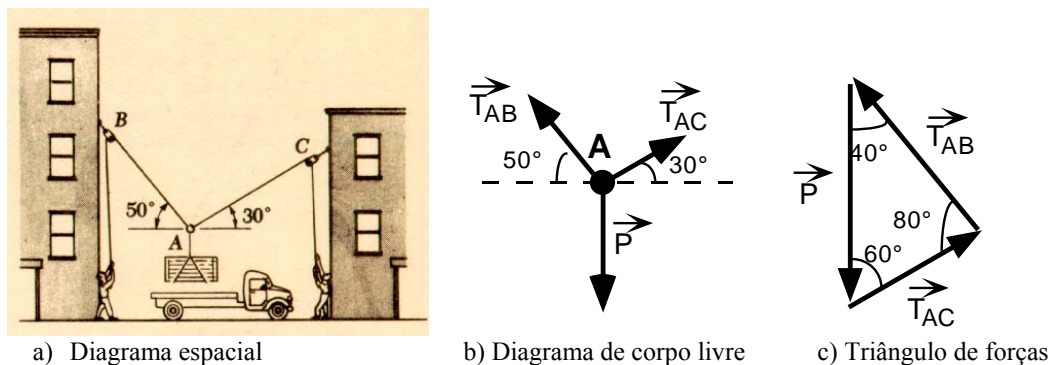 B
C
50°
30°
A
T_AB
T_AC
50°
A
30°
P
40°
T_AB
P
80°
60°
T_AC
a) Diagrama espacial
b) Diagrama de corpo livre
c) Triângulo de forças